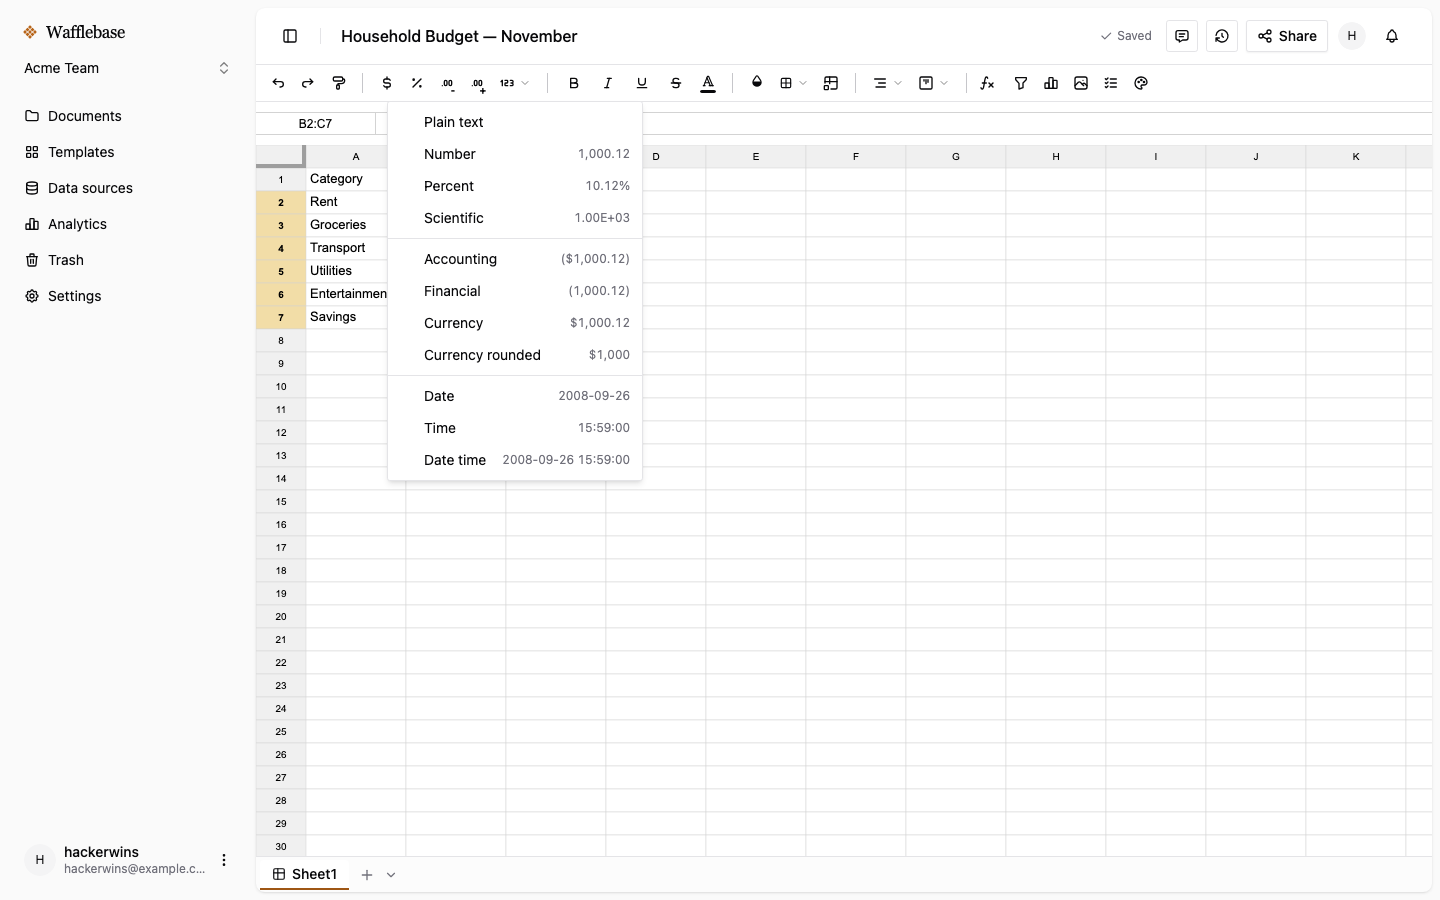 Wafflebase
Acme Team
Documents
Templates
Data sources
Analytics
Trash
Settings
H
hackerwins
hackerwins@example.c...
Household Budget — November
Saved
Share
H
$ % .00 .00 123 B I U S A fx
B2:C7
A D E F G H I J K
1 Category
2 Rent
3 Groceries
4 Transport
5 Utilities
6 Entertainmen
7 Savings
8
9
10
11
12
13
14
15
16
17
18
19
20
21
22
23
24
25
26
27
28
29
30
Plain text
Number 1,000.12
Percent 10.12%
Scientific 1.00E+03
Accounting ($1,000.12)
Financial (1,000.12)
Currency $1,000.12
Currency rounded $1,000
Date 2008-09-26
Time 15:59:00
Date time 2008-09-26 15:59:00
Sheet1